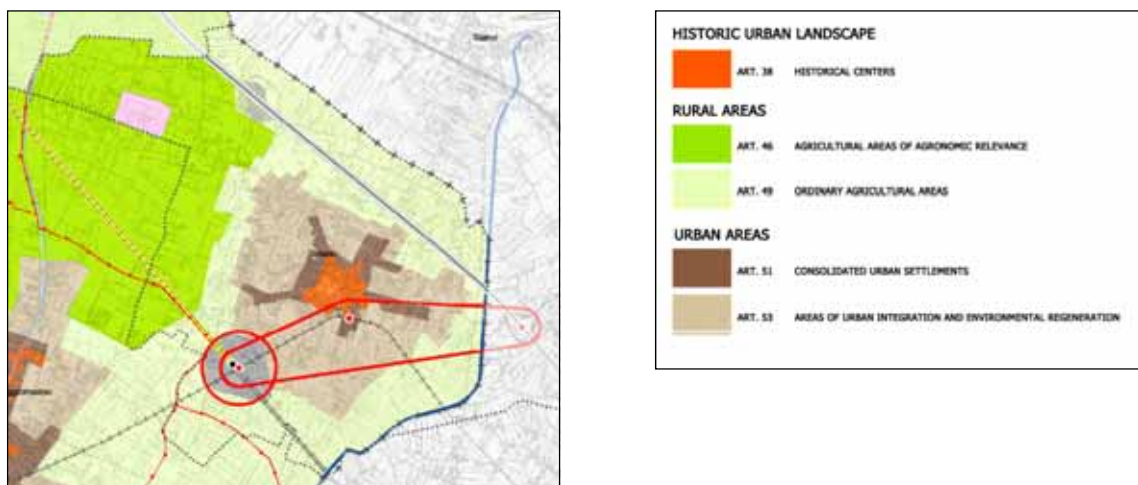 HISTORIC URBAN LANDSCAPE
ART. 38 HISTORICAL CENTERS
RURAL AREAS
ART. 46 AGRICULTURAL AREAS OF AGRONOMIC RELEVANCE
ART. 49 ORDINARY AGRICULTURAL AREAS
URBAN AREAS
ART. 51 CONSOLIDATED URBAN SETTLEMENTS
ART. 53 AREAS OF URBAN INTEGRATION AND ENVIRONMENTAL REGENERATION